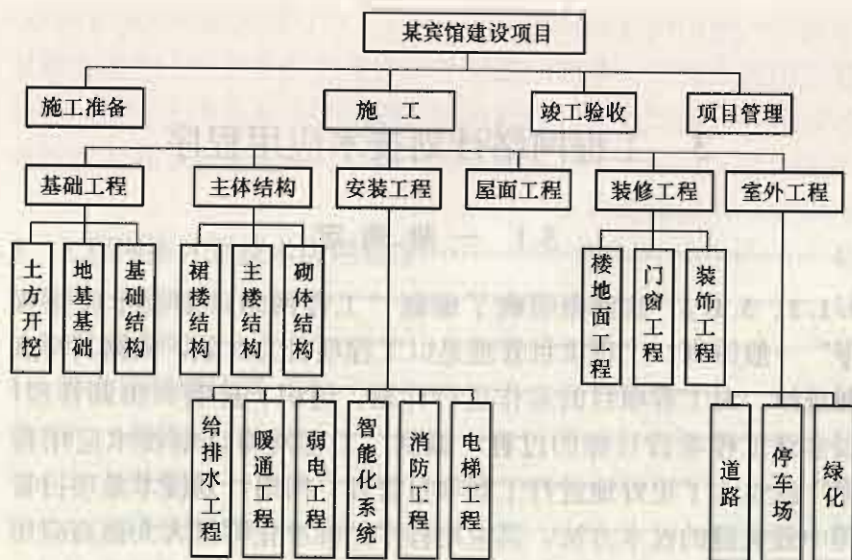 某宾馆建设项目
施工准备
施 工
竣工验收
项目管理
基础工程
主体结构
安装工程
屋面工程
装修工程
室外工程
土方开挖
地基基础
基础结构
裙楼结构
主楼结构
砌体结构
楼地面工程
门窗工程
装饰工程
给排水工程
暖通工程
弱电工程
智能化系统
消防工程
电梯工程
道路
停车场
绿化